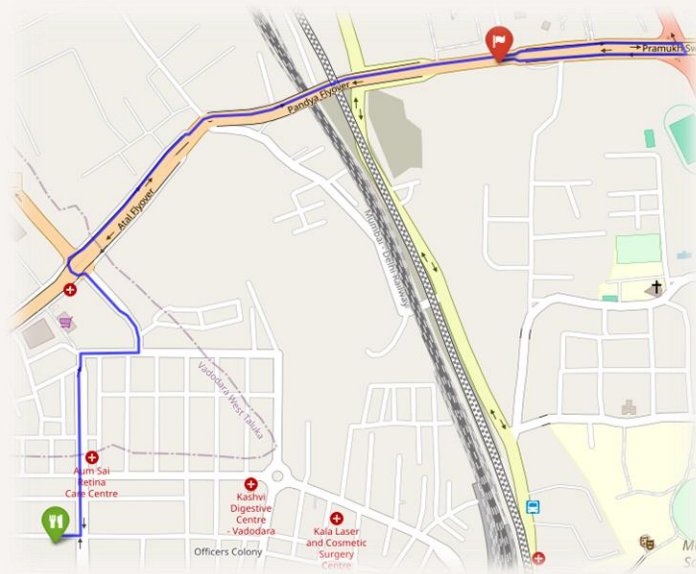 Pramukh Sw
Pandya Flyover
Atal Flyover
Mumbai - Delhi Railway
Vadodara West Taluka
Aum Sai
Retina
Care Centre
Kashvi
Digestive
Centre
- Vadodara
Kala Laser
and Cosmetic
Surgery
Centre
Officers Colony